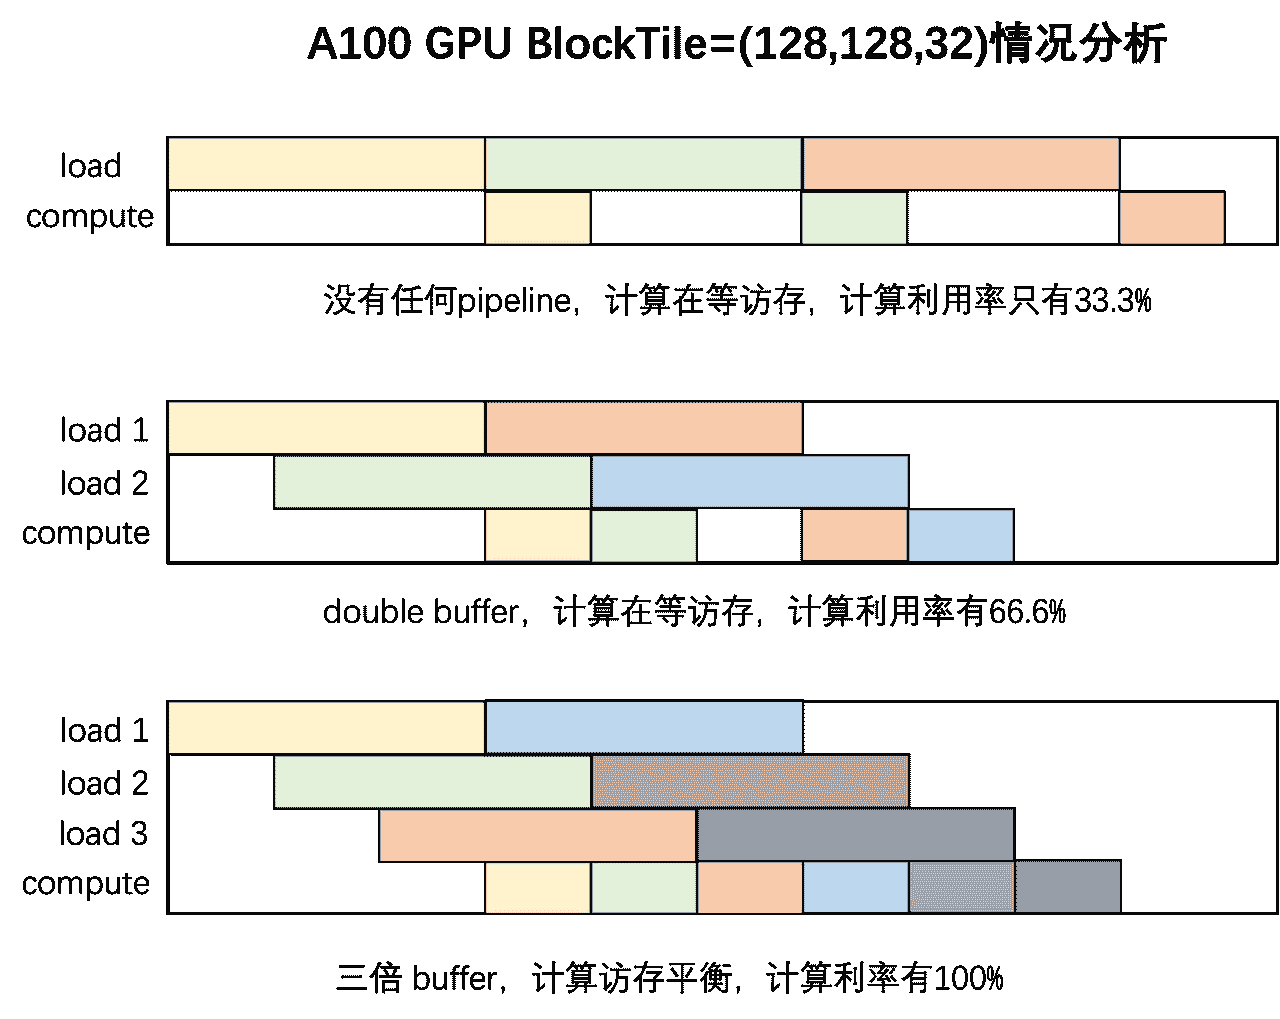 A100 GPU BlockTile=(128,128,32)情况分析
load
compute
没有任何pipeline，计算在等访存，计算利用率只有33.3%
load 1
load 2
compute
double buffer，计算在等访存，计算利用率有66.6%
load 1
load 2
load 3
compute
三倍 buffer，计算访存平衡，计算利率有100%